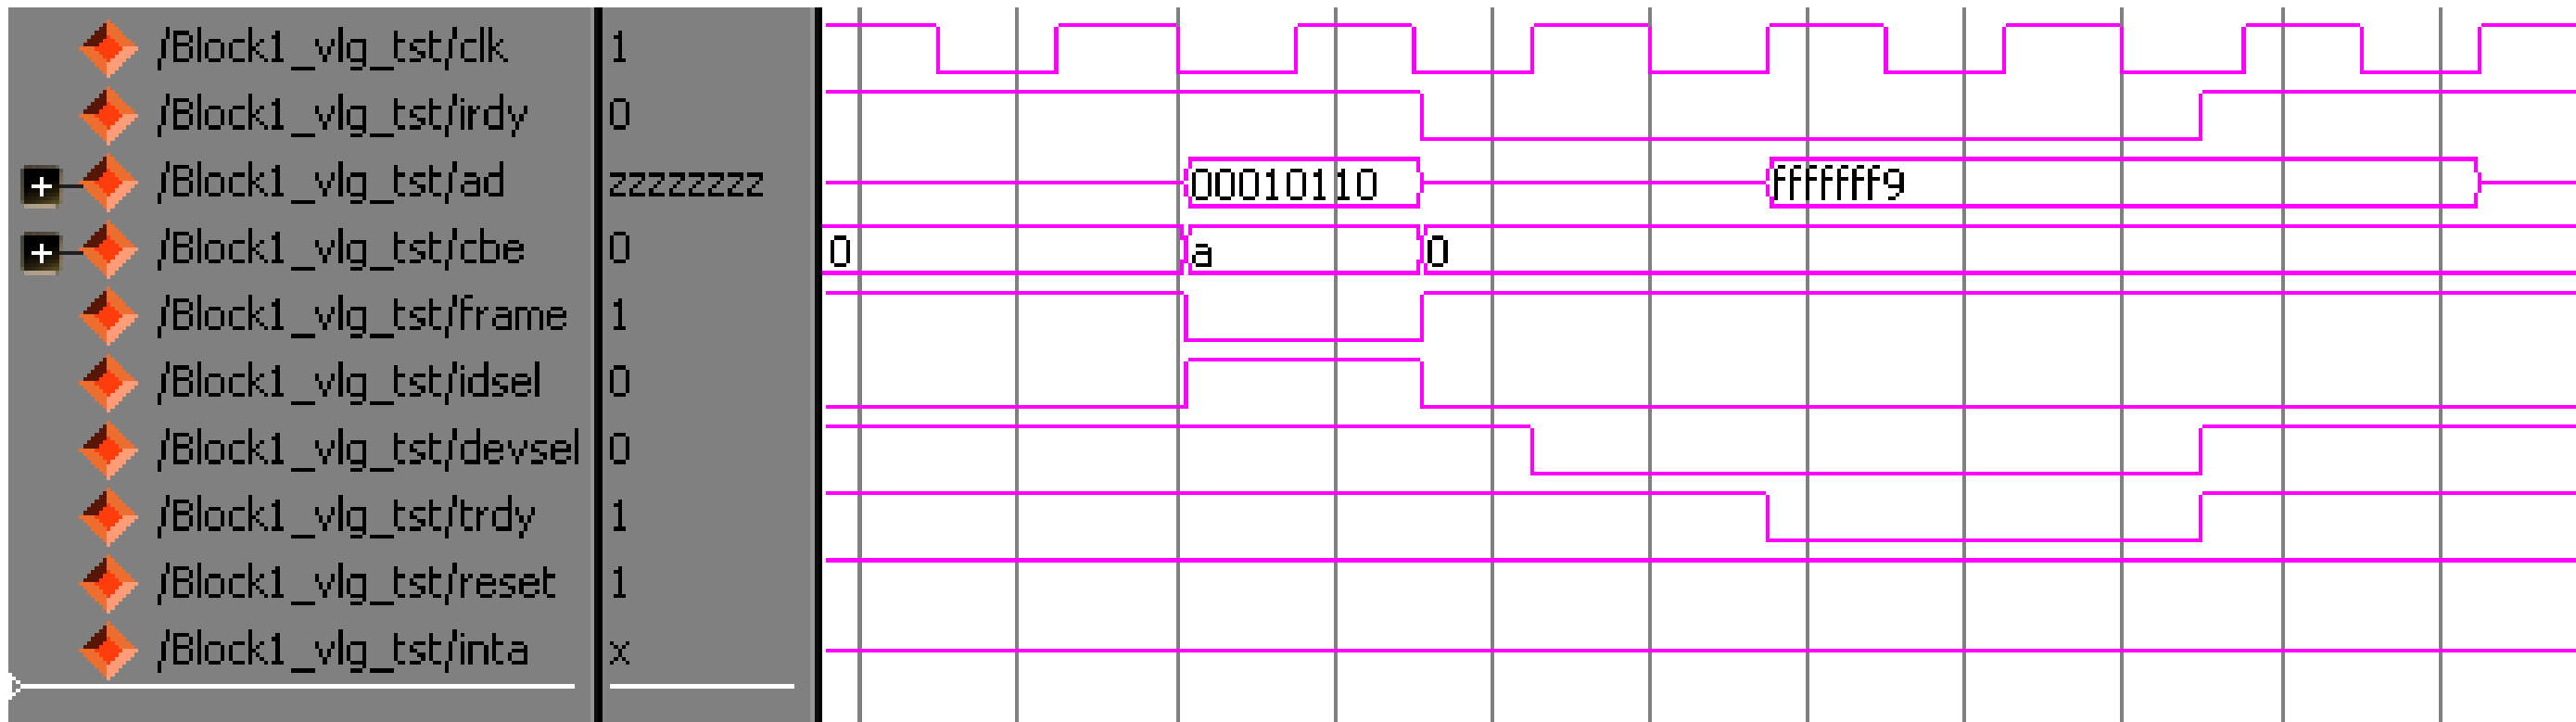 /Block1_vlg_tst/clk 1
/Block1_vlg_tst/irdy 0
/Block1_vlg_tst/ad zzzzzzzz 00010110 fffffff9
/Block1_vlg_tst/cbe 0 0 a 0
/Block1_vlg_tst/frame 1
/Block1_vlg_tst/idsel 0
/Block1_vlg_tst/devsel 0
/Block1_vlg_tst/trdy 1
/Block1_vlg_tst/reset 1
/Block1_vlg_tst/inta x